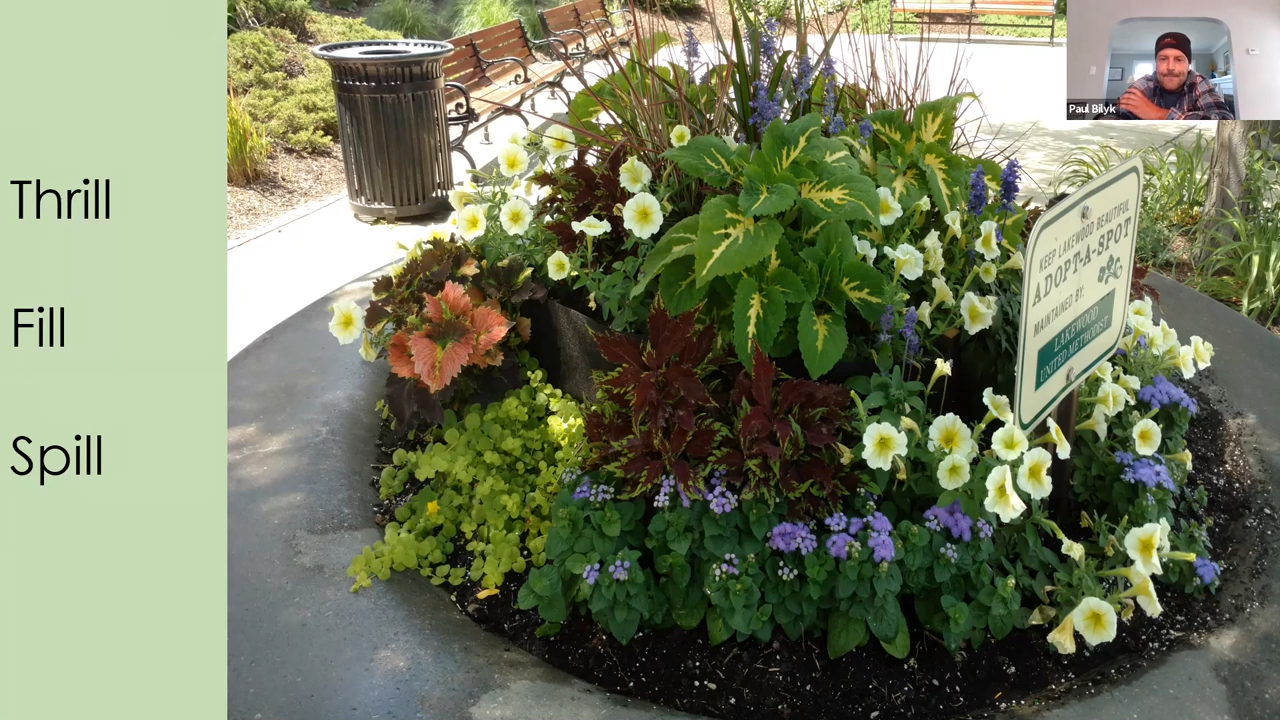 Thrill
Fill
Spill
Paul Bilyk
KEEP LAKEWOOD BEAUTIFUL
ADOPT-A-SPOT
MAINTAINED BY:
LAKEWOOD
UNITED METHODIST